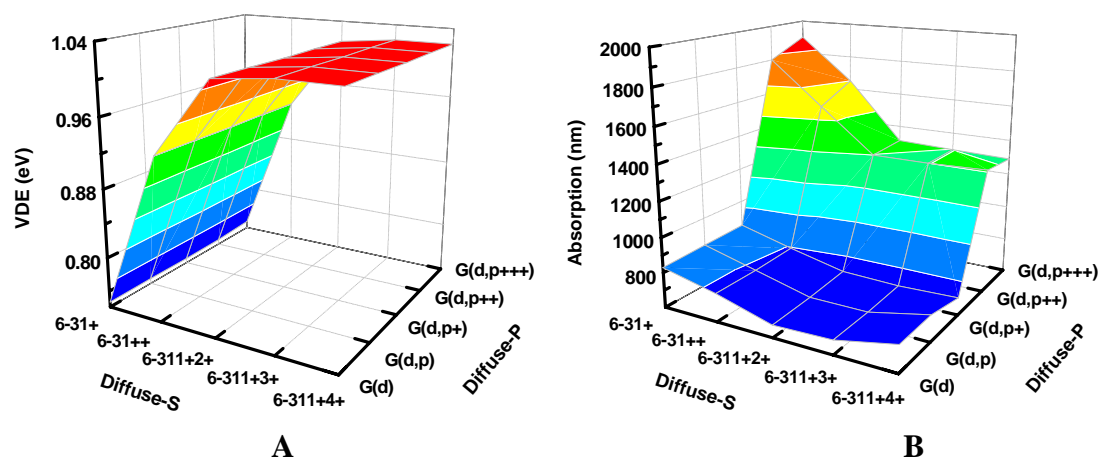 VDE (eV)
1.04
0.96
0.88
0.80
6-31+
6-31++
6-311+2+
6-311+3+
6-311+4+
Diffuse-S
G(d)
G(d,p)
G(d,p+)
G(d,p++)
G(d,p+++)
Diffuse-P
A
Absorption (nm)
2000
1800
1600
1400
1200
1000
800
6-31+
6-31++
6-311+2+
6-311+3+
6-311+4+
Diffuse-S
G(d)
G(d,p)
G(d,p+)
G(d,p++)
G(d,p+++)
Diffuse-P
B